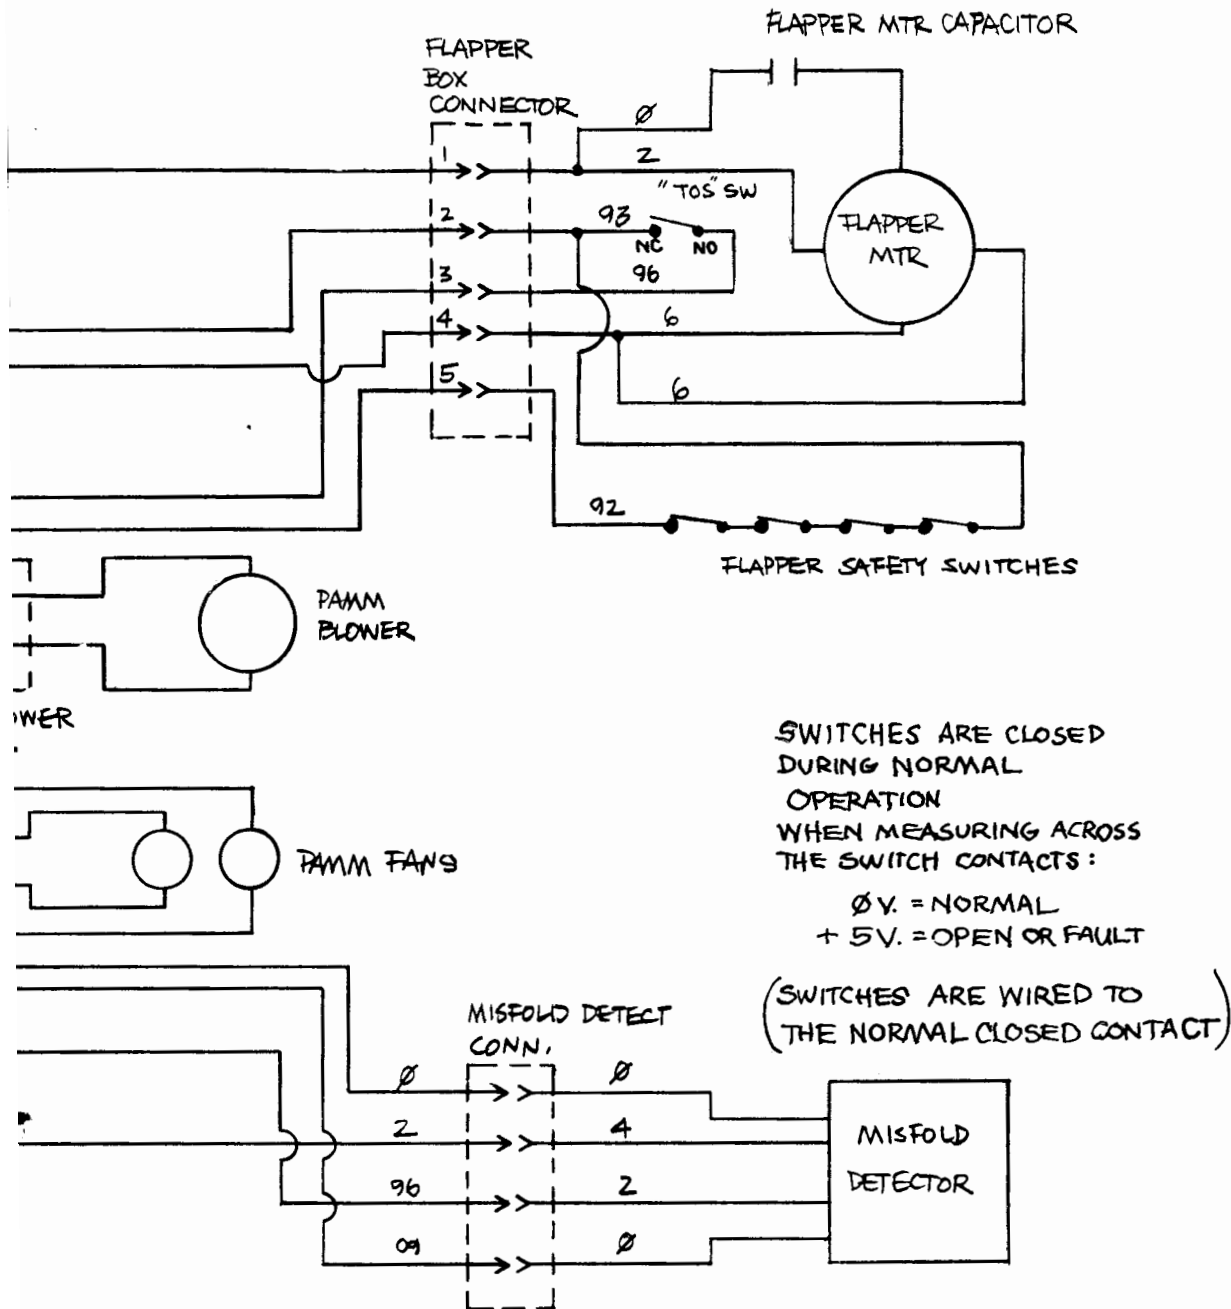 FLAPPER MTR CAPACITOR
FLAPPER
BOX
CONNECTOR
Ø
1
2
"TOS" SW
2
93
NC
NO
FLAPPER
MTR
3
96
4
6
5
6
92
FLAPPER SAFETY SWITCHES
PAMM
BLOWER
OWER
SWITCHES ARE CLOSED
DURING NORMAL
OPERATION
WHEN MEASURING ACROSS
THE SWITCH CONTACTS:
Ø V. = NORMAL
+ 5 V. = OPEN OR FAULT
PAMM FANS
(SWITCHES ARE WIRED TO
THE NORMAL CLOSED CONTACT)
MISFOLD DETECT
CONN.
Ø
Ø
2
4
96
2
09
Ø
MISFOLD
DETECTOR